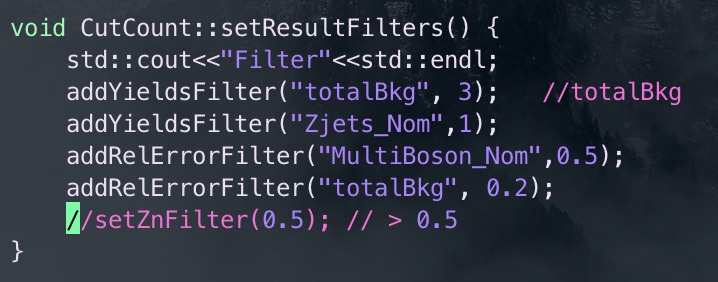 void CutCount::setResultFilters() {
    std::cout<<"Filter"<<std::endl;
    addYieldsFilter("totalBkg", 3);   //totalBkg
    addYieldsFilter("Zjets_Nom",1);
    addRelErrorFilter("MultiBoson_Nom",0.5);
    addRelErrorFilter("totalBkg", 0.2);
    //setZnFilter(0.5); // > 0.5
}